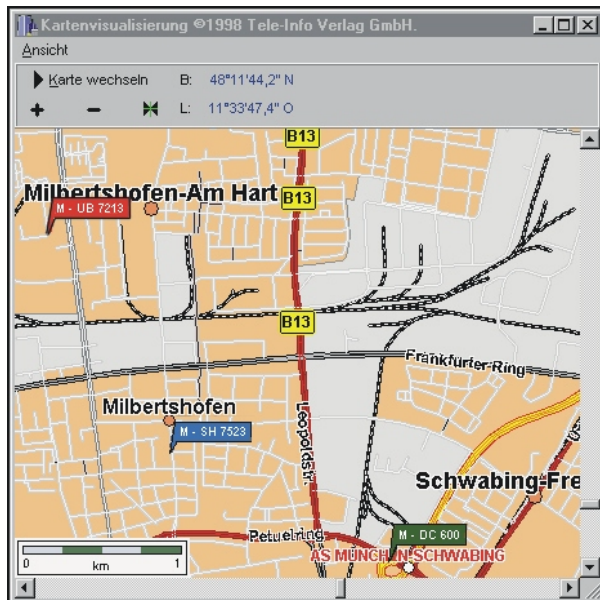 Kartenvisualisierung ©1998 Tele-Info Verlag GmbH.
Ansicht
Karte wechseln B: 48°11'44,2" N
L: 11°33'47,4" O
B13
Milbertshofen-Am Hart
B13
M - UB 7213
B13
Frankfurter Ring
Milbertshofen
Leopoldstr.
M - SH 7523
Schwabing-Fre
Petuelring
M - DC 600
AS MÜNCHEN-SCHWABING
0 km 1